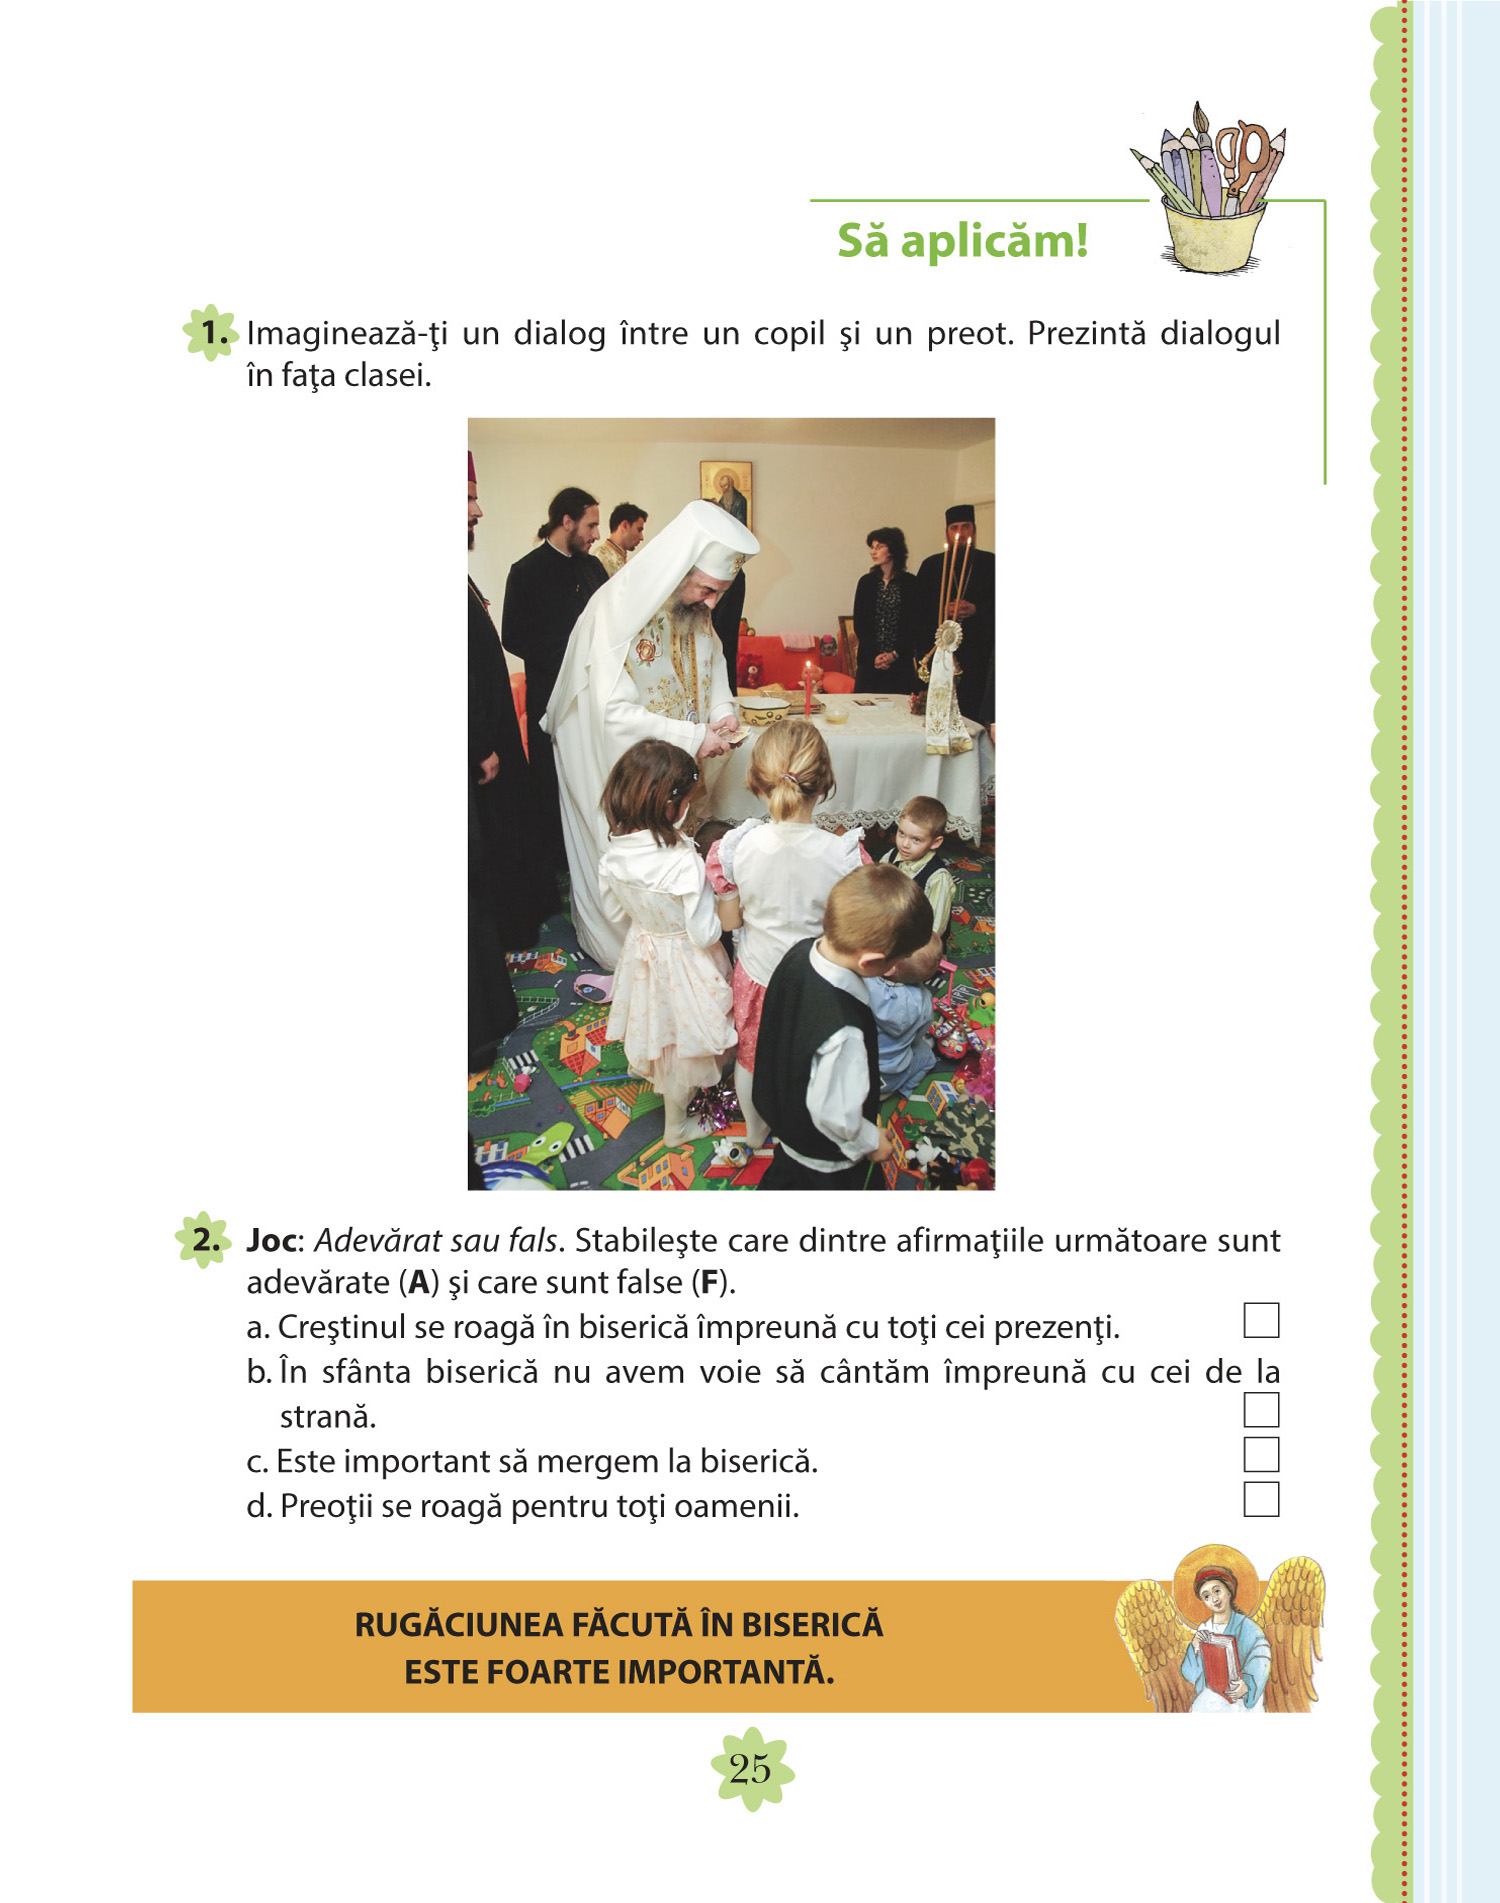 Să aplicăm!
1. Imaginează-ţi un dialog între un copil şi un preot. Prezintă dialogul
în faţa clasei.
2. Joc: Adevărat sau fals. Stabileşte care dintre afirmaţiile următoare sunt
adevărate (A) şi care sunt false (F).
a. Creştinul se roagă în biserică împreună cu toţi cei prezenţi.
b. În sfânta biserică nu avem voie să cântăm împreună cu cei de la
strană.
c. Este important să mergem la biserică.
d. Preoţii se roagă pentru toţi oamenii.
RUGĂCIUNEA FĂCUTĂ ÎN BISERICĂ
ESTE FOARTE IMPORTANTĂ.
25